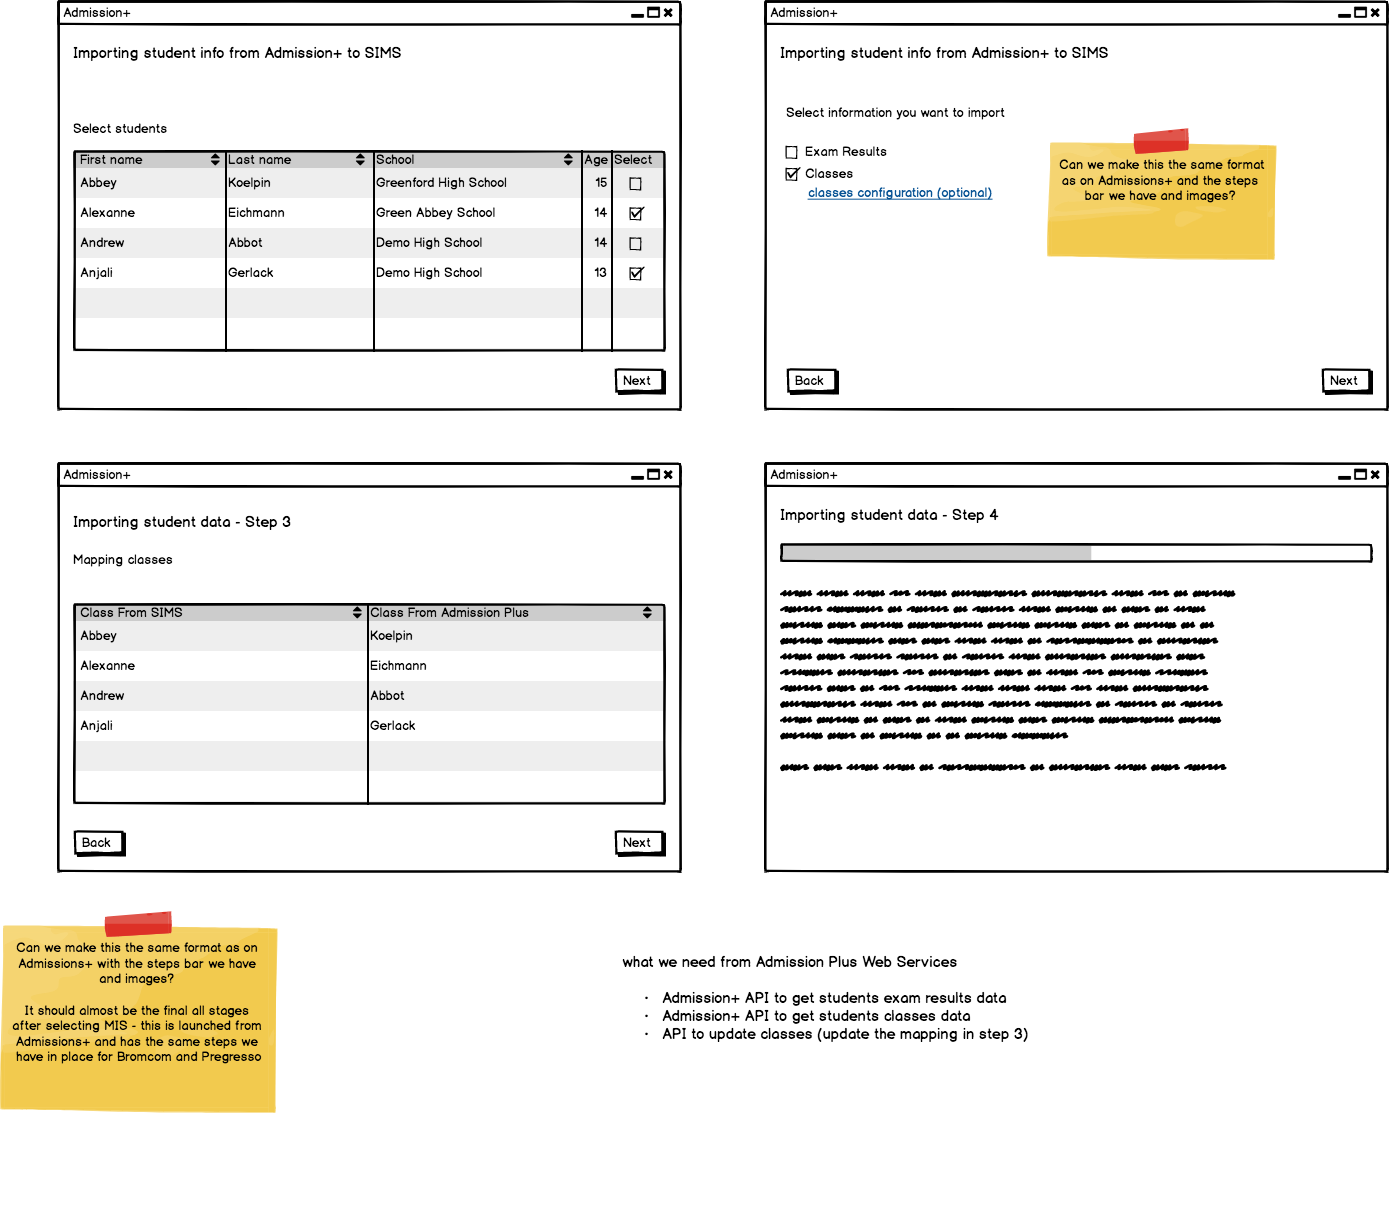 Admission+
Importing student info from Admission+ to SIMS
Select students
First name Last name School Age Select
Abbey Koelpin Greenford High School 15
Alexanne Eichmann Green Abbey School 14
Andrew Abbot Demo High School 14
Anjali Gerlack Demo High School 13
Next
Admission+
Importing student info from Admission+ to SIMS
Select information you want to import
Exam Results
Classes
classes configuration (optional)
Can we make this the same format
as on Admissions+ and the steps
bar we have and images?
Back
Next
Admission+
Importing student data - Step 3
Mapping classes
Class From SIMS Class From Admission Plus
Abbey Koelpin
Alexanne Eichmann
Andrew Abbot
Anjali Gerlack
Back
Next
Admission+
Importing student data - Step 4
Can we make this the same format as on
Admissions+ with the steps bar we have
and images?
It should almost be the final all stages
after selecting MIS - this is launched from
Admissions+ and has the same steps we
have in place for Bromcom and Pregresso
what we need from Admission Plus Web Services
· Admission+ API to get students exam results data
· Admission+ API to get students classes data
· API to update classes (update the mapping in step 3)